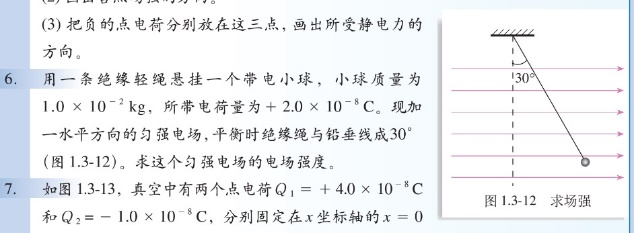 (3) 把负的点电荷分别放在这三点，画出所受静电力的
方向。
6. 用一条绝缘轻绳悬挂一个带电小球，小球质量为
1.0 × 10⁻² kg，所带电荷量为 + 2.0 × 10⁻⁸ C。现加
一水平方向的匀强电场，平衡时绝缘绳与铅垂线成30°
(图 1.3-12)。求这个匀强电场的电场强度。
7. 如图 1.3-13，真空中有两个点电荷 Q₁ = + 4.0 × 10⁻⁸ C
和 Q₂ = − 1.0 × 10⁻⁸ C，分别固定在 x 坐标轴的 x = 0
30°
图 1.3-12 求场强